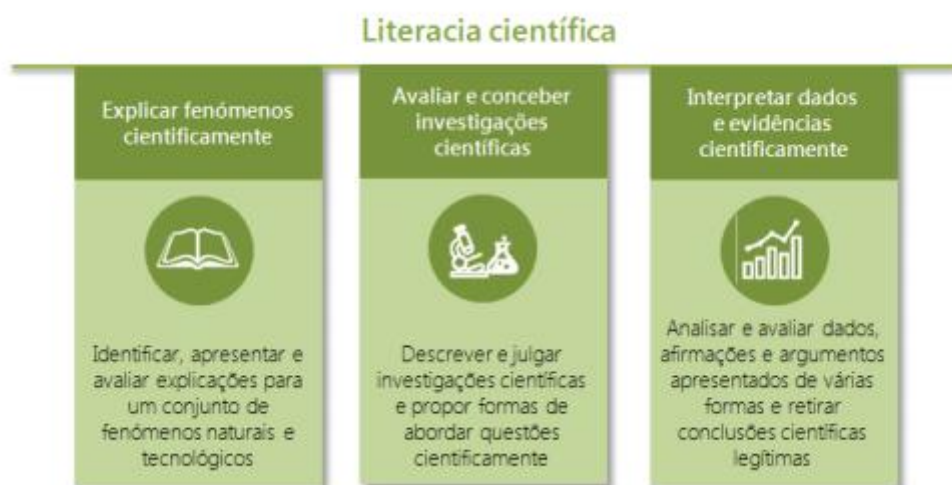 Literacia científica
Explicar fenómenos
cientificamente
Identificar, apresentar e
avaliar explicações para
um conjunto de
fenómenos naturais e
tecnológicos
Avaliar e conceber
investigações
científicas
Descrever e julgar
investigações científicas
e propor formas de
abordar questões
cientificamente
Interpretar dados
e evidências
cientificamente
Analisar e avaliar dados,
afirmações e argumentos
apresentados de várias
formas e retirar
conclusões científicas
legítimas